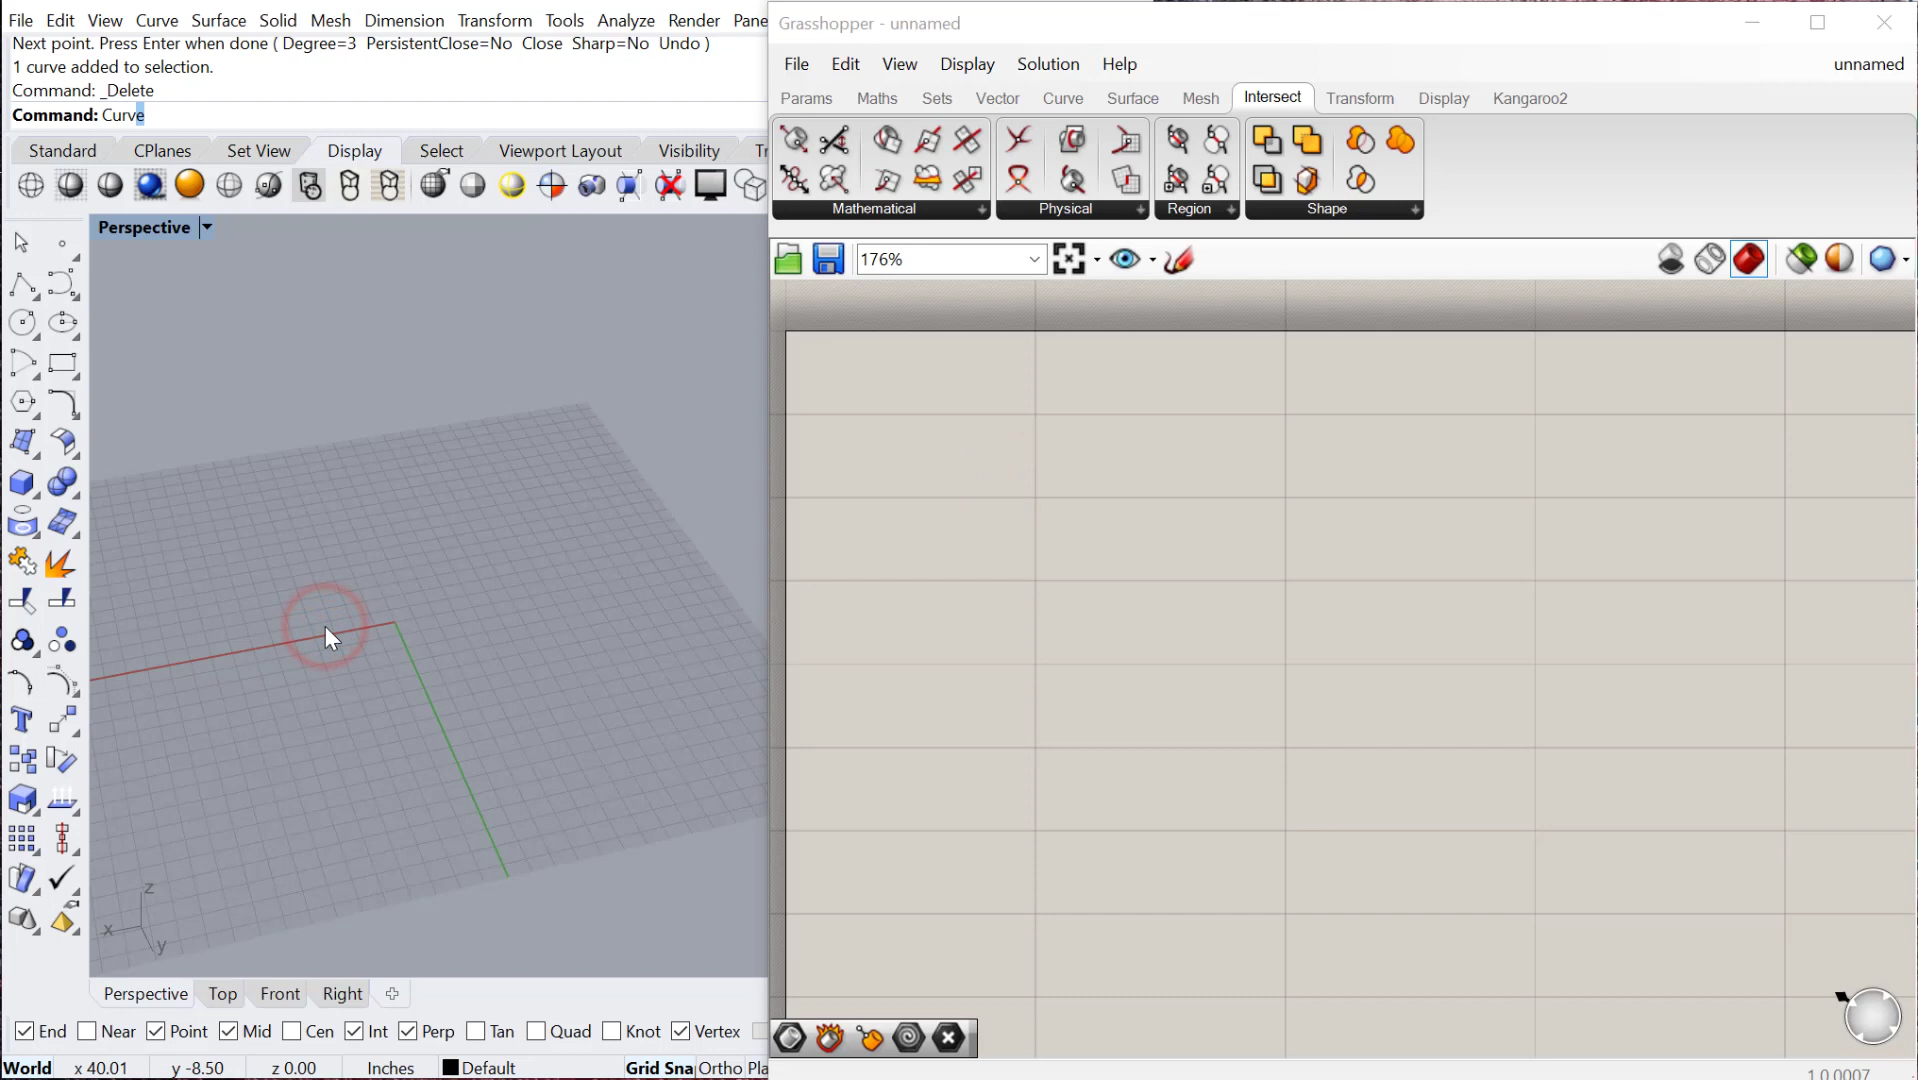 File Edit View Curve Surface Solid Mesh Dimension Transform Tools Analyze Render Pane
Next point. Press Enter when done ( Degree=3 PersistentClose=No Close Sharp=No Undo )
1 curve added to selection.
Command: _Delete
Command: Curve
Standard CPlanes Set View Display Select Viewport Layout Visibility Tr
Perspective
z
x
y
Perspective Top Front Right
End Near Point Mid Cen Int Perp Tan Quad Knot Vertex
World x 40.01 y -8.50 z 0.00 Inches Default Grid Sna Ortho Pla
Grasshopper - unnamed
File Edit View Display Solution Help unnamed
Params Maths Sets Vector Curve Surface Mesh Intersect Transform Display Kangaroo2
Mathematical Physical Region Shape
176%
1.0.0007